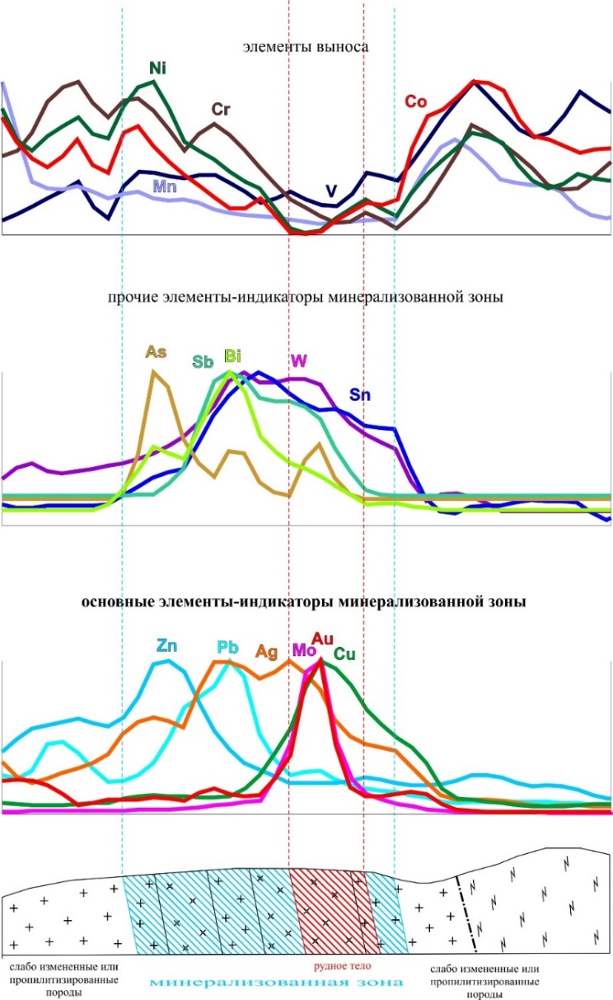 элементы выноса
Ni
Cr
Co
Mn
V
прочие элементы-индикаторы минерализованной зоны
As
Sb
Bi
W
Sn
основные элементы-индикаторы минерализованной зоны
Zn
Pb
Ag
Mo
Au
Cu
слабо измененные или
пропилитизированные
породы
рудное тело
минерализованная зона
слабо измененные или
пропилитизированные
породы